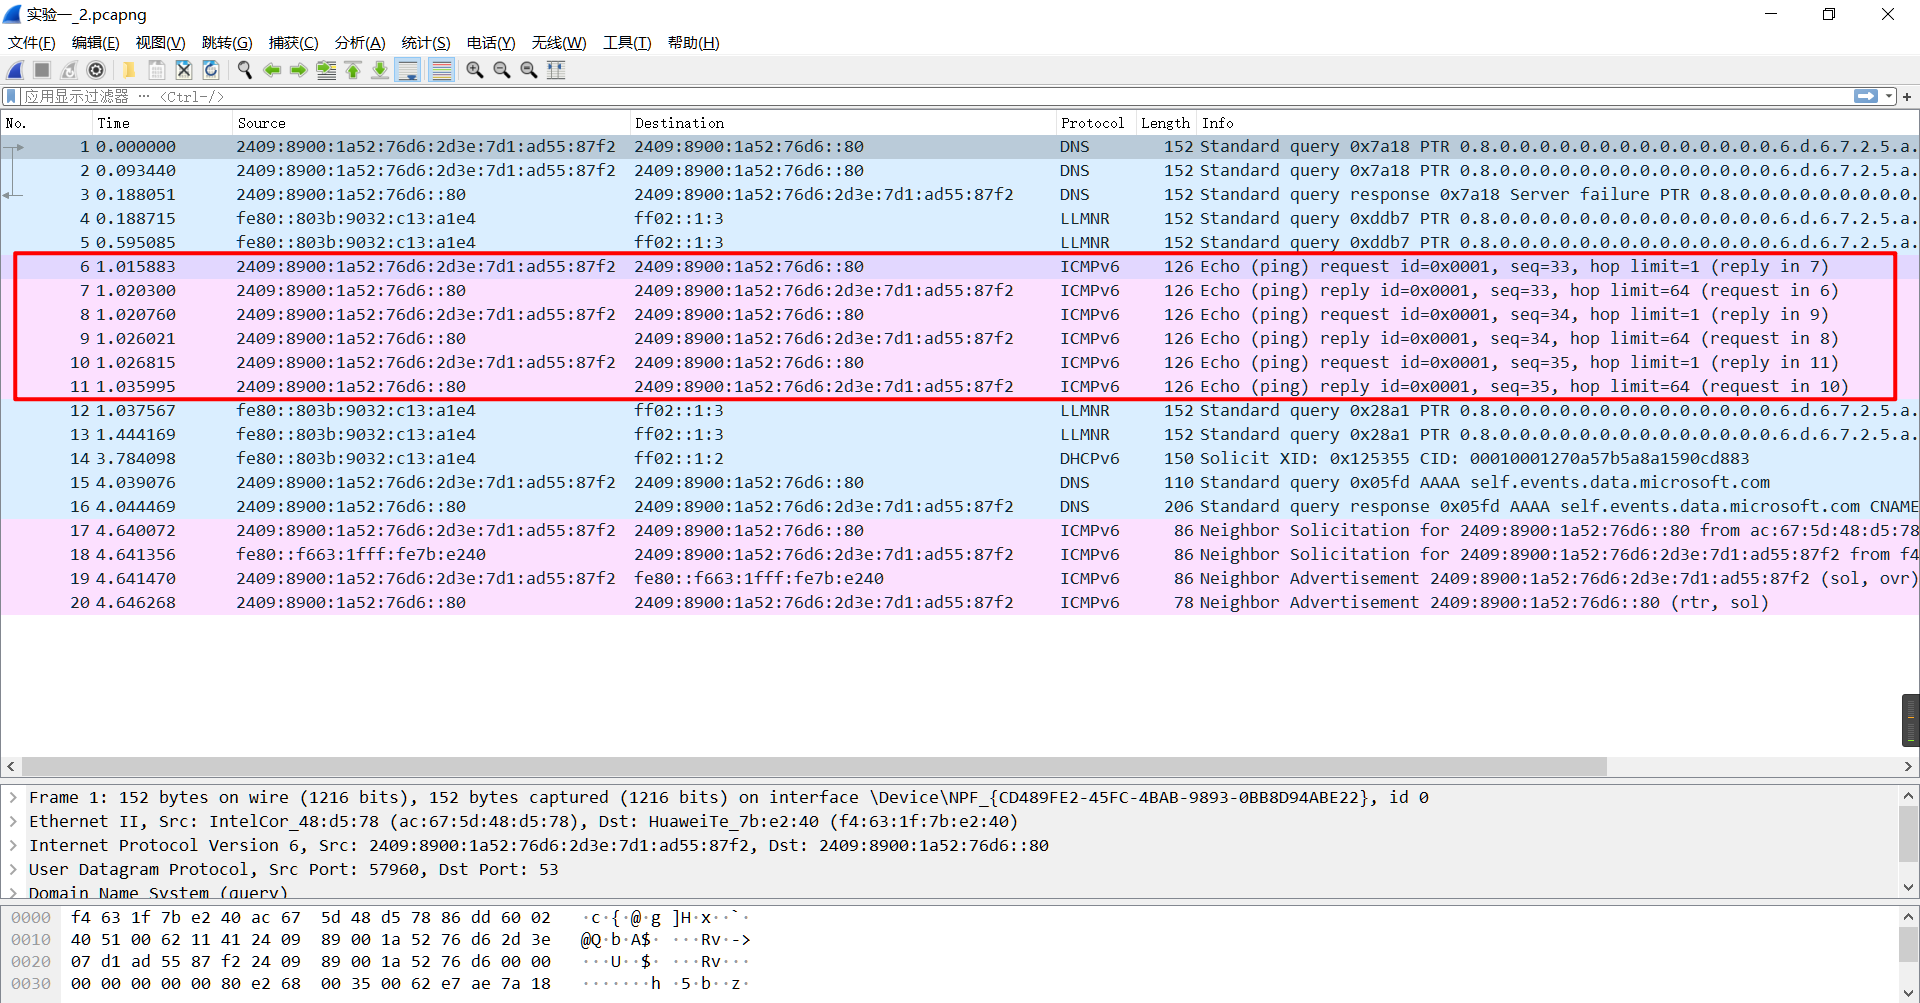 实验一_2.pcapng
文件(F) 编辑(E) 视图(V) 跳转(G) 捕获(C) 分析(A) 统计(S) 电话(Y) 无线(W) 工具(T) 帮助(H)
应用显示过滤器 … <Ctrl-/>
No. Time Source Destination Protocol Length Info
1 0.000000 2409:8900:1a52:76d6:2d3e:7d1:ad55:87f2 2409:8900:1a52:76d6::80 DNS 152 Standard query 0x7a18 PTR 0.8.0.0.0.0.0.0.0.0.0.0.0.0.0.0.6.d.6.7.2.5.a.
2 0.093440 2409:8900:1a52:76d6:2d3e:7d1:ad55:87f2 2409:8900:1a52:76d6::80 DNS 152 Standard query 0x7a18 PTR 0.8.0.0.0.0.0.0.0.0.0.0.0.0.0.0.6.d.6.7.2.5.a.
3 0.188051 2409:8900:1a52:76d6::80 2409:8900:1a52:76d6:2d3e:7d1:ad55:87f2 DNS 152 Standard query response 0x7a18 Server failure PTR 0.8.0.0.0.0.0.0.0.0.0.
4 0.188715 fe80::803b:9032:c13:a1e4 ff02::1:3 LLMNR 152 Standard query 0xddb7 PTR 0.8.0.0.0.0.0.0.0.0.0.0.0.0.0.0.6.d.6.7.2.5.a.
5 0.595085 fe80::803b:9032:c13:a1e4 ff02::1:3 LLMNR 152 Standard query 0xddb7 PTR 0.8.0.0.0.0.0.0.0.0.0.0.0.0.0.0.6.d.6.7.2.5.a.
6 1.015883 2409:8900:1a52:76d6:2d3e:7d1:ad55:87f2 2409:8900:1a52:76d6::80 ICMPv6 126 Echo (ping) request id=0x0001, seq=33, hop limit=1 (reply in 7)
7 1.020300 2409:8900:1a52:76d6::80 2409:8900:1a52:76d6:2d3e:7d1:ad55:87f2 ICMPv6 126 Echo (ping) reply id=0x0001, seq=33, hop limit=64 (request in 6)
8 1.020760 2409:8900:1a52:76d6:2d3e:7d1:ad55:87f2 2409:8900:1a52:76d6::80 ICMPv6 126 Echo (ping) request id=0x0001, seq=34, hop limit=1 (reply in 9)
9 1.026021 2409:8900:1a52:76d6::80 2409:8900:1a52:76d6:2d3e:7d1:ad55:87f2 ICMPv6 126 Echo (ping) reply id=0x0001, seq=34, hop limit=64 (request in 8)
10 1.026815 2409:8900:1a52:76d6:2d3e:7d1:ad55:87f2 2409:8900:1a52:76d6::80 ICMPv6 126 Echo (ping) request id=0x0001, seq=35, hop limit=1 (reply in 11)
11 1.035995 2409:8900:1a52:76d6::80 2409:8900:1a52:76d6:2d3e:7d1:ad55:87f2 ICMPv6 126 Echo (ping) reply id=0x0001, seq=35, hop limit=64 (request in 10)
12 1.037567 fe80::803b:9032:c13:a1e4 ff02::1:3 LLMNR 152 Standard query 0x28a1 PTR 0.8.0.0.0.0.0.0.0.0.0.0.0.0.0.0.6.d.6.7.2.5.a.
13 1.444169 fe80::803b:9032:c13:a1e4 ff02::1:3 LLMNR 152 Standard query 0x28a1 PTR 0.8.0.0.0.0.0.0.0.0.0.0.0.0.0.0.6.d.6.7.2.5.a.
14 3.784098 fe80::803b:9032:c13:a1e4 ff02::1:2 DHCPv6 150 Solicit XID: 0x125355 CID: 00010001270a57b5a8a1590cd883
15 4.039076 2409:8900:1a52:76d6:2d3e:7d1:ad55:87f2 2409:8900:1a52:76d6::80 DNS 110 Standard query 0x05fd AAAA self.events.data.microsoft.com
16 4.044469 2409:8900:1a52:76d6::80 2409:8900:1a52:76d6:2d3e:7d1:ad55:87f2 DNS 206 Standard query response 0x05fd AAAA self.events.data.microsoft.com CNAME
17 4.640072 2409:8900:1a52:76d6:2d3e:7d1:ad55:87f2 2409:8900:1a52:76d6::80 ICMPv6 86 Neighbor Solicitation for 2409:8900:1a52:76d6::80 from ac:67:5d:48:d5:78
18 4.641356 fe80::f663:1fff:fe7b:e240 2409:8900:1a52:76d6:2d3e:7d1:ad55:87f2 ICMPv6 86 Neighbor Solicitation for 2409:8900:1a52:76d6:2d3e:7d1:ad55:87f2 from f4
19 4.641470 2409:8900:1a52:76d6:2d3e:7d1:ad55:87f2 fe80::f663:1fff:fe7b:e240 ICMPv6 86 Neighbor Advertisement 2409:8900:1a52:76d6:2d3e:7d1:ad55:87f2 (sol, ovr)
20 4.646268 2409:8900:1a52:76d6::80 2409:8900:1a52:76d6:2d3e:7d1:ad55:87f2 ICMPv6 78 Neighbor Advertisement 2409:8900:1a52:76d6::80 (rtr, sol)
Frame 1: 152 bytes on wire (1216 bits), 152 bytes captured (1216 bits) on interface \Device\NPF_{CD489FE2-45FC-4BAB-9893-0BB8D94ABE22}, id 0
Ethernet II, Src: IntelCor_48:d5:78 (ac:67:5d:48:d5:78), Dst: HuaweiTe_7b:e2:40 (f4:63:1f:7b:e2:40)
Internet Protocol Version 6, Src: 2409:8900:1a52:76d6:2d3e:7d1:ad55:87f2, Dst: 2409:8900:1a52:76d6::80
User Datagram Protocol, Src Port: 57960, Dst Port: 53
Domain Name System (query)
0000 f4 63 1f 7b e2 40 ac 67 5d 48 d5 78 86 dd 60 02 ·c·{·@·g ]H·x··`·
0010 40 51 00 62 11 41 24 09 89 00 1a 52 76 d6 2d 3e @Q·b·A$· ···Rv·->
0020 07 d1 ad 55 87 f2 24 09 89 00 1a 52 76 d6 00 00 ···U··$· ···Rv···
0030 00 00 00 00 00 80 e2 68 00 35 00 62 e7 ae 7a 18 ·······h ·5·b··z·